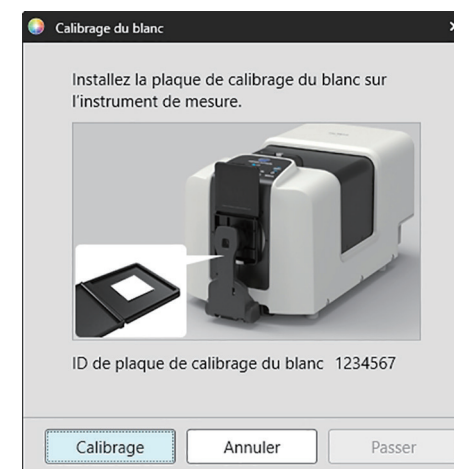 Calibrage du blanc
Installez la plaque de calibrage du blanc sur
l'instrument de mesure.
ID de plaque de calibrage du blanc 1234567
Calibrage
Annuler
Passer